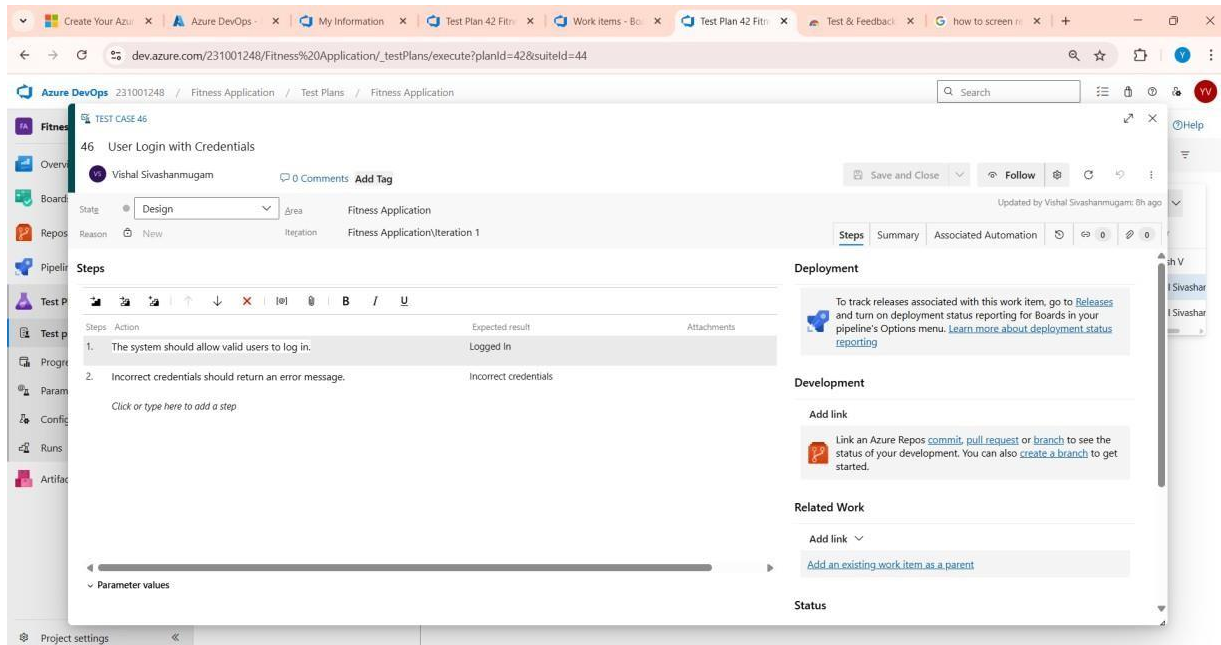 Create Your Azur
Azure DevOps -
My Information
Test Plan 42 Fitn
Work items - Bo
Test Plan 42 Fitn
Test & Feedback
how to screen r
dev.azure.com/231001248/Fitness%20Application/_testPlans/execute?planId=42&suiteId=44
Y
Azure DevOps 231001248 / Fitness Application / Test Plans / Fitness Application
Search
YV
FA Fitnes
Overvi
Boards
Repos
Pipelin
Test P
Test p
Progre
Param
Config
Runs
Artifac
Project settings
Help
TEST CASE 46
46 User Login with Credentials
VS Vishal Sivashanmugam
0 Comments Add Tag
Save and Close
Follow
State Design
Area Fitness Application
Updated by Vishal Sivashanmugam: 8h ago
Reason New
Iteration Fitness Application\Iteration 1
Steps Summary Associated Automation 0 0
sh V
l Sivashar
l Sivashar
Steps
B I U
Steps Action Expected result Attachments
1. The system should allow valid users to log in. Logged In
2. Incorrect credentials should return an error message. Incorrect credentials
Click or type here to add a step
Parameter values
Deployment
To track releases associated with this work item, go to Releases
and turn on deployment status reporting for Boards in your
pipeline's Options menu. Learn more about deployment status
reporting
Development
Add link
Link an Azure Repos commit, pull request or branch to see the
status of your development. You can also create a branch to get
started.
Related Work
Add link
Add an existing work item as a parent
Status